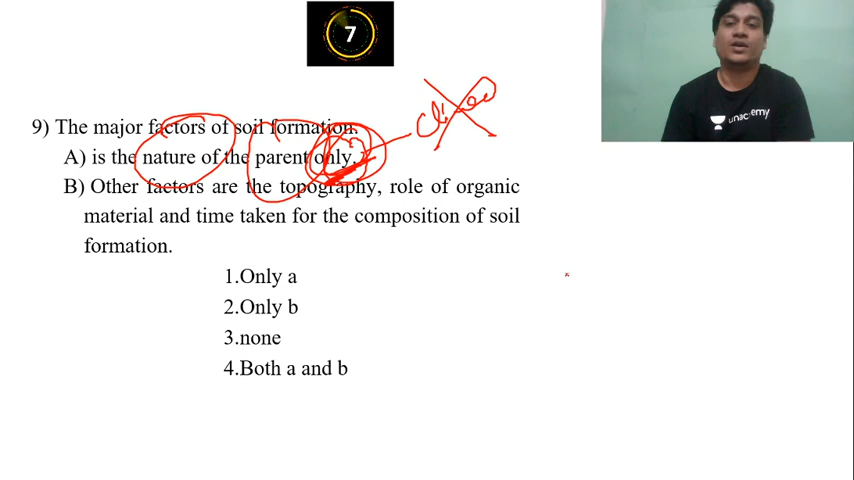 7
unacademy
9) The major factors of soil formation.
A) is the nature of the parent only.
B) Other factors are the topography, role of organic
material and time taken for the composition of soil
formation.
1.Only a
2.Only b
3.none
4.Both a and b